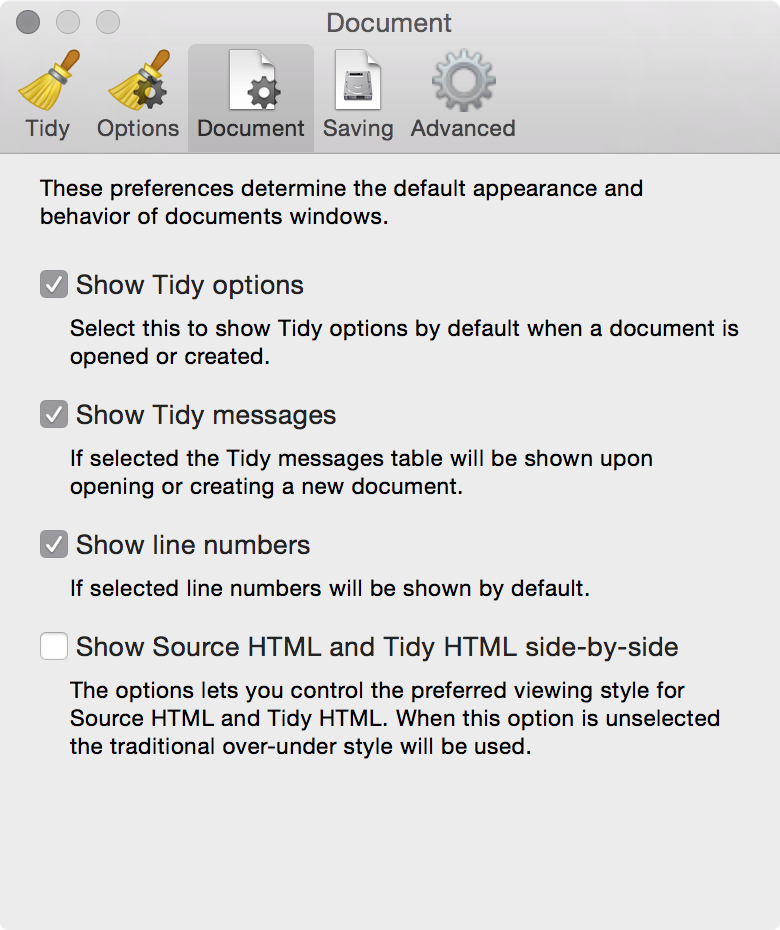 Document
Tidy Options Document Saving Advanced
These preferences determine the default appearance and
behavior of documents windows.
Show Tidy options
Select this to show Tidy options by default when a document is
opened or created.
Show Tidy messages
If selected the Tidy messages table will be shown upon
opening or creating a new document.
Show line numbers
If selected line numbers will be shown by default.
Show Source HTML and Tidy HTML side-by-side
The options lets you control the preferred viewing style for
Source HTML and Tidy HTML. When this option is unselected
the traditional over-under style will be used.